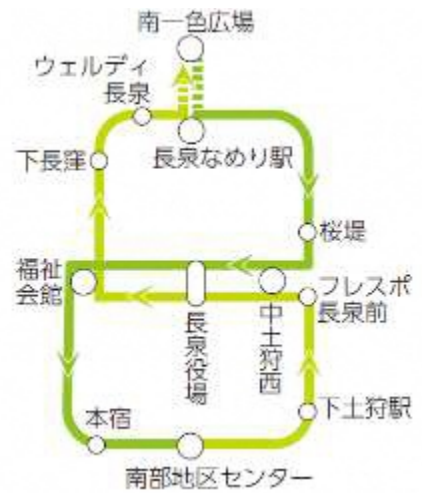 南一色広場
ウェルディ
長泉
長泉なめり駅
下長窪
桜堤
福祉
会館
長泉役場
中土狩西
フレスポ
長泉前
下土狩駅
本宿
南部地区センター